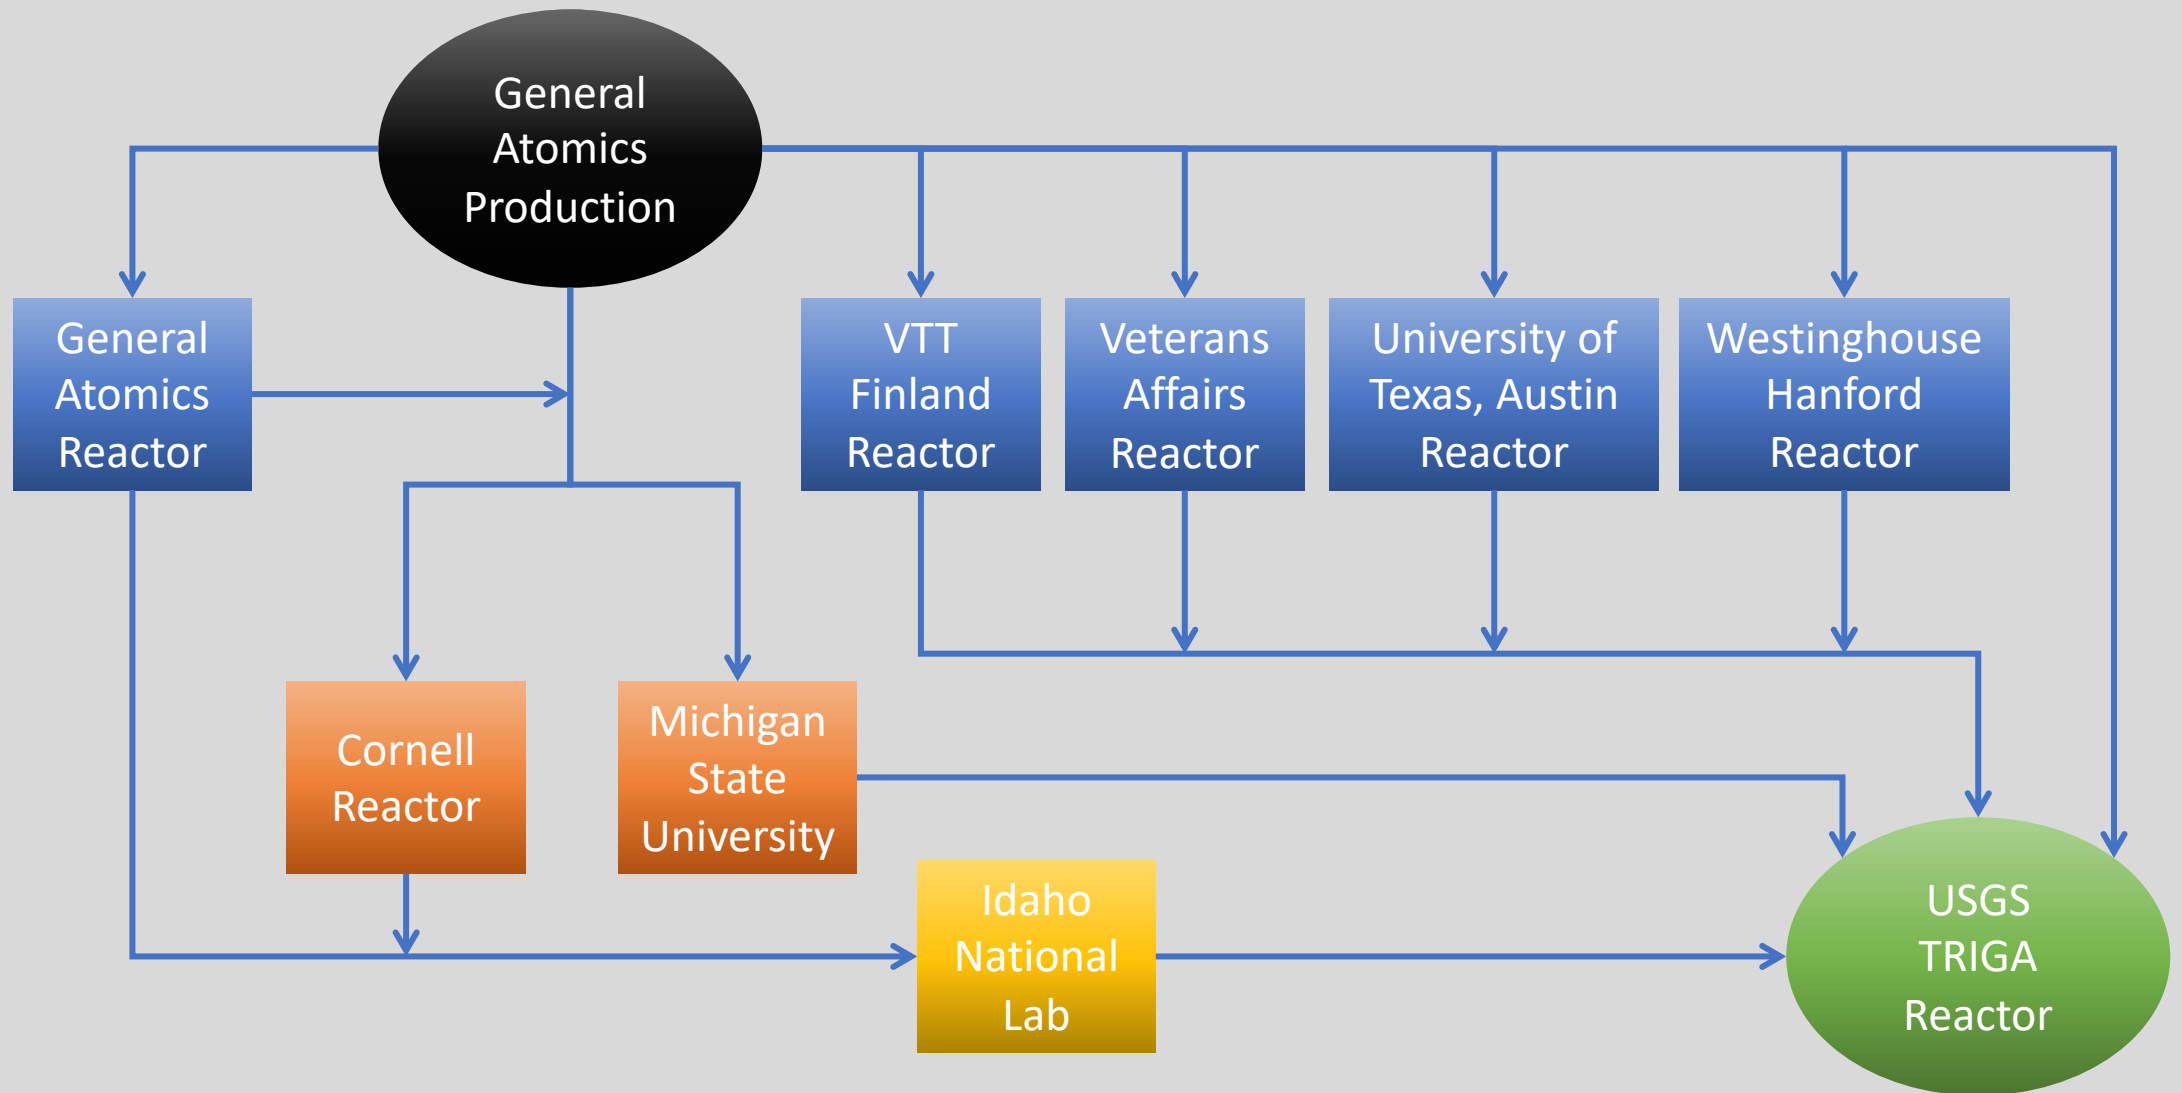 General
Atomics
Production
General
Atomics
Reactor
VTT
Finland
Reactor
Veterans
Affairs
Reactor
University of
Texas, Austin
Reactor
Westinghouse
Hanford
Reactor
Cornell
Reactor
Michigan
State
University
Idaho
National
Lab
USGS
TRIGA
Reactor